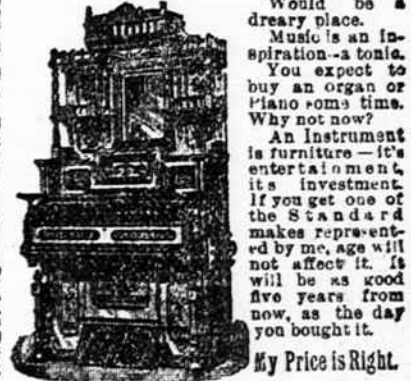 Would be a
dreary place.
Music is an in-
spiration--a tonic.
You expect to
buy an organ or
Piano some time.
Why not now?
An Instrument
is furniture — it's
entertainment,
its investment.
If you get one of
the Standard
makes represent-
ed by me, age will
not affect it. It
will be as good
five years from
now, as the day
you bought it.
My Price is Right.